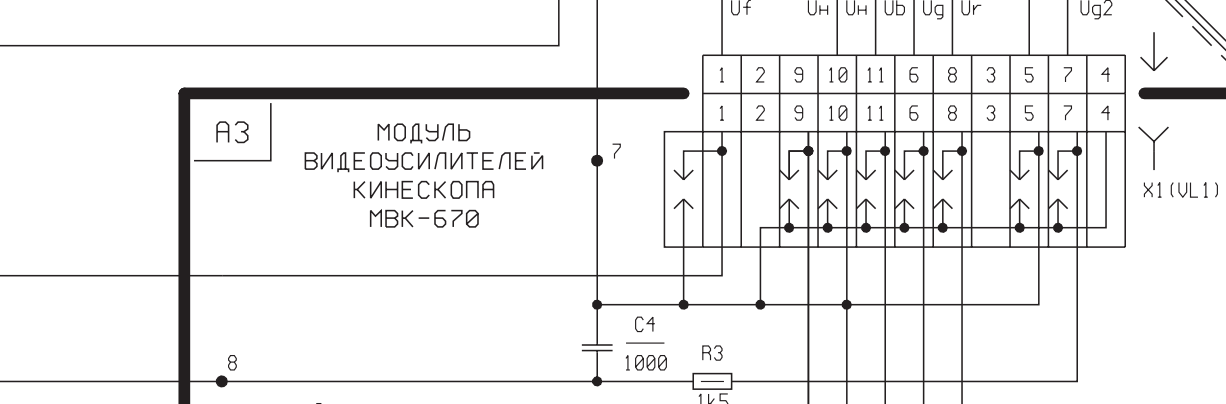 Uf Uн Uн Ub Ug Ur Ug2
1 2 9 10 11 6 8 3 5 7 4
1 2 9 10 11 6 8 3 5 7 4
А3
МОДУЛЬ
ВИДЕОУСИЛИТЕЛЕЙ
КИНЕСКОПА
МВК-670
7
X1(VL1)
C4
1000
8
R3
1k5